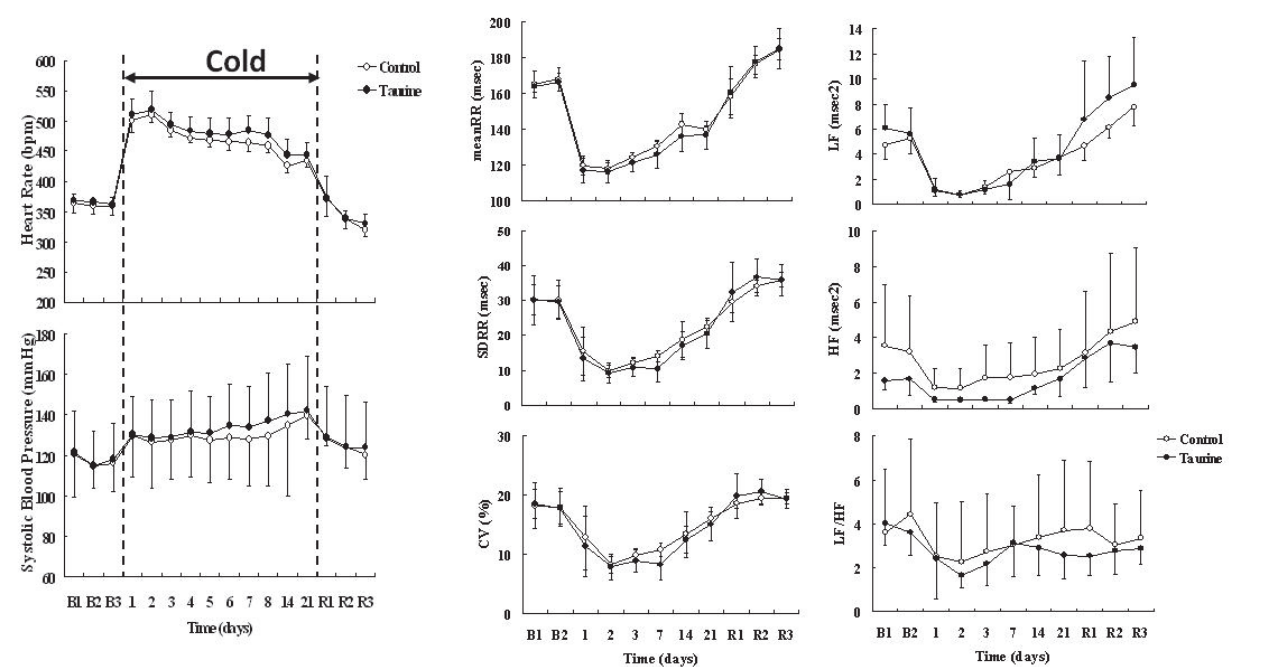 Cold
Control
Taurine
Heart Rate (bpm)
600
550
500
450
400
350
300
250
200
Systolic Blood Pressure (mmHg)
180
160
140
120
100
80
60
B1 B2 B3 1 2 3 4 5 6 7 8 14 21 R1 R2 R3
Time (days)
meanRR (msec)
200
180
160
140
120
100
SDRR (msec)
50
40
30
20
10
0
CV (%)
30
20
10
0
B1 B2 1 2 3 7 14 21 R1 R2 R3
Time (days)
LF (msec2)
14
12
10
8
6
4
2
0
HF (msec2)
10
8
6
4
2
0
Control
Taurine
LF/HF
8
6
4
2
0
B1 B2 1 2 3 7 14 21 R1 R2 R3
Time (days)